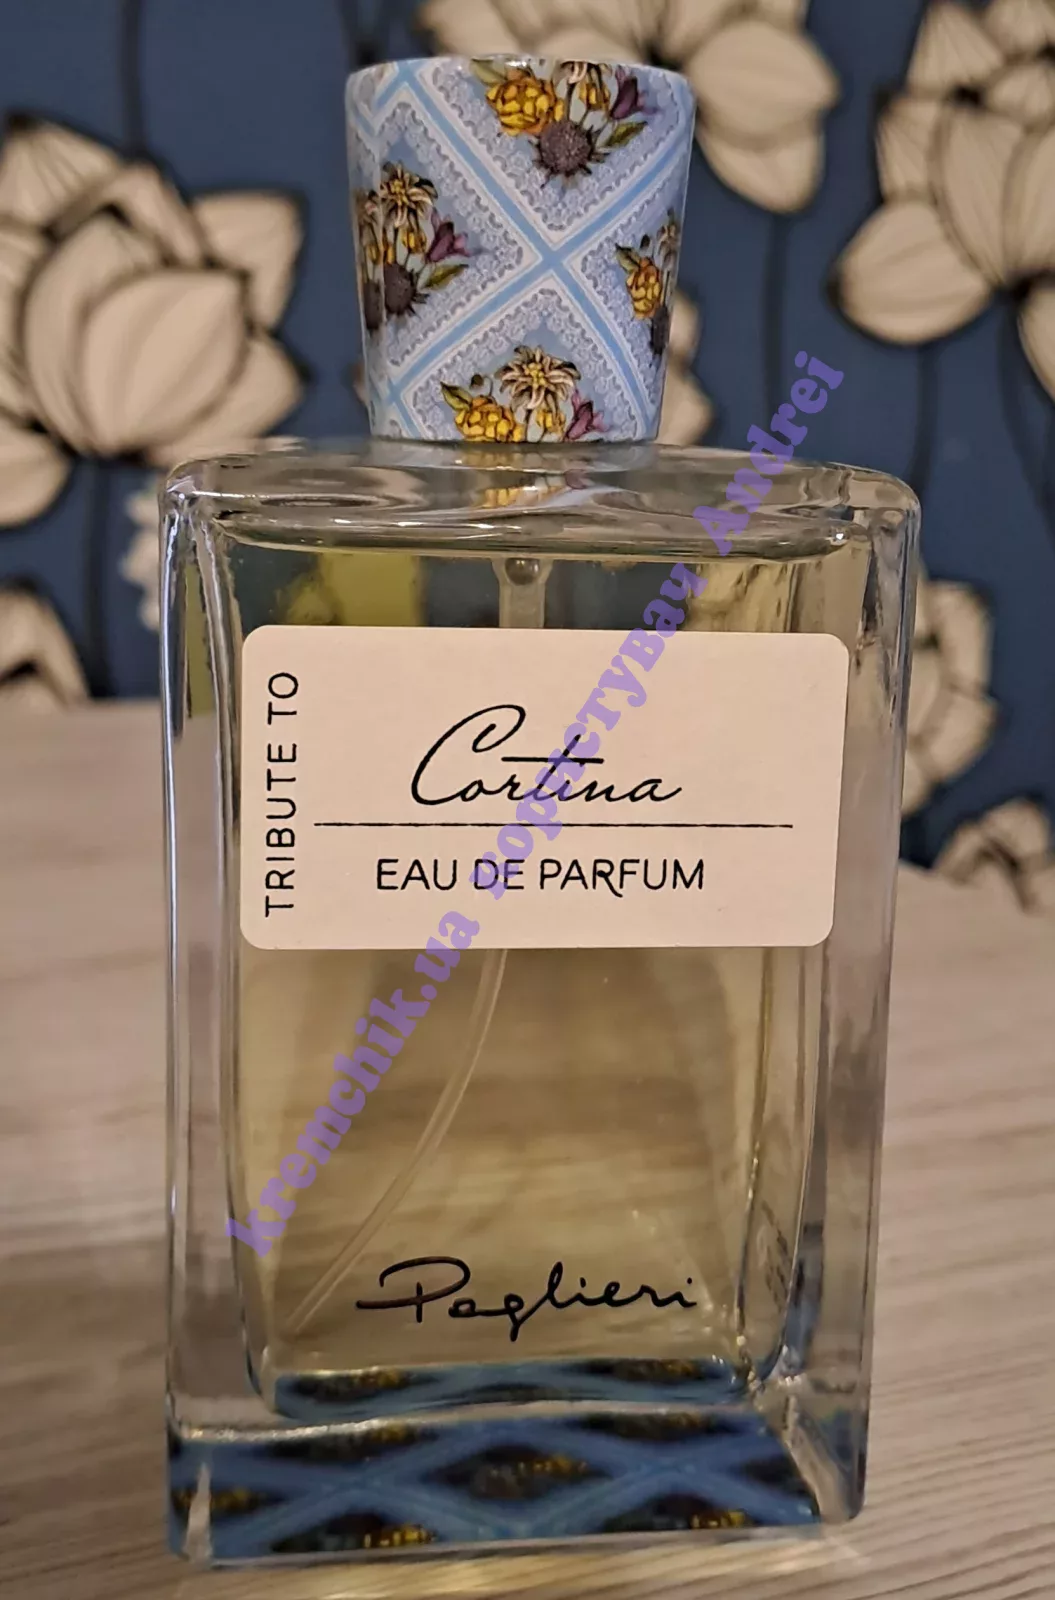 TRIBUTE TO
Cortina
EAU DE PARFUM
Paglieri
kremchik.ua користувач Andrei